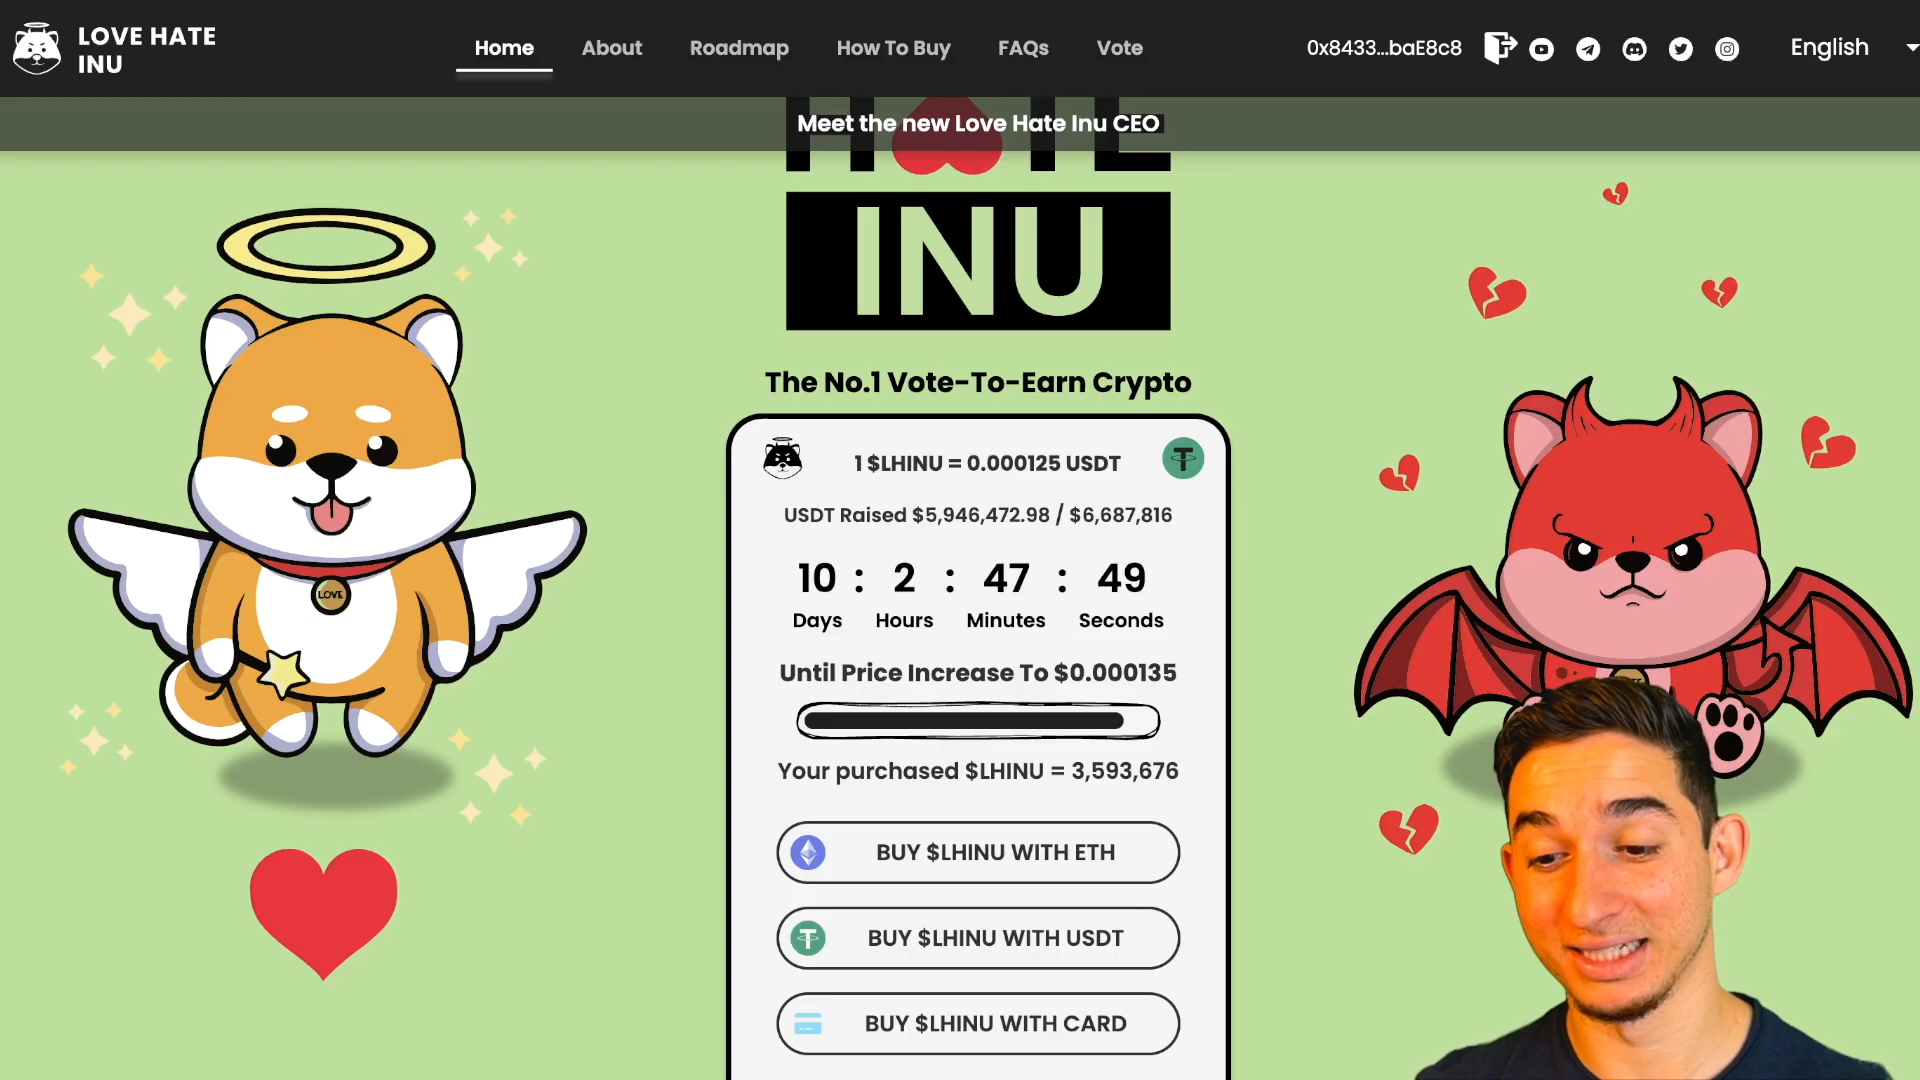 LOVE HATE
INU
Home
About
Roadmap
How To Buy
FAQs
Vote
0x8433...baE8c8
English
HATE
Meet the new Love Hate Inu CEO
INU
The No.1 Vote-To-Earn Crypto
1 $LHINU = 0.000125 USDT
USDT Raised $5,946,472.98 / $6,687,816
10 : 2 : 47 : 49
Days Hours Minutes Seconds
Until Price Increase To $0.000135
Your purchased $LHINU = 3,593,676
BUY $LHINU WITH ETH
BUY $LHINU WITH USDT
BUY $LHINU WITH CARD
LOVE